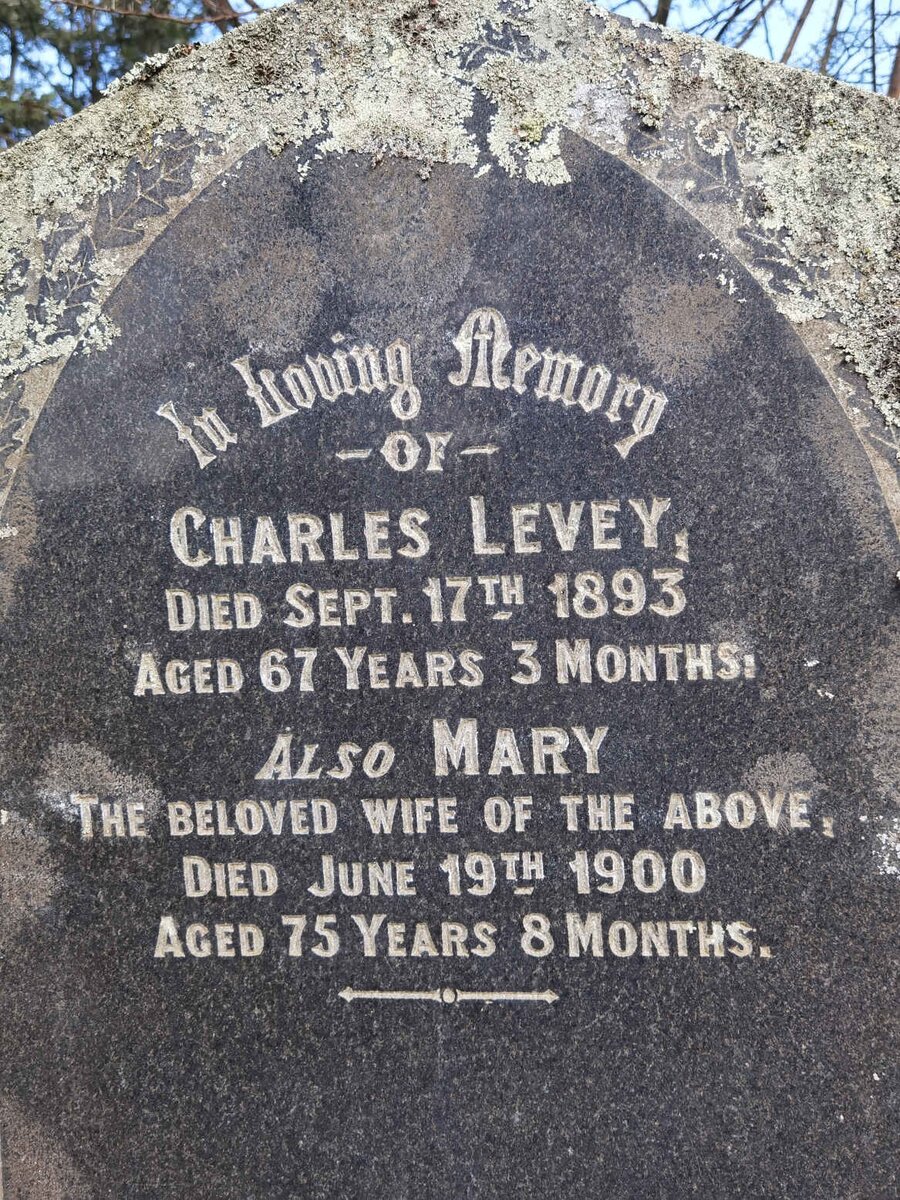 In Loving Memory
– OF –
CHARLES LEVEY,
DIED SEPT. 17TH 1893
AGED 67 YEARS 3 MONTHS:
ALSO MARY
THE BELOVED WIFE OF THE ABOVE,
DIED JUNE 19TH 1900
AGED 75 YEARS 8 MONTHS.